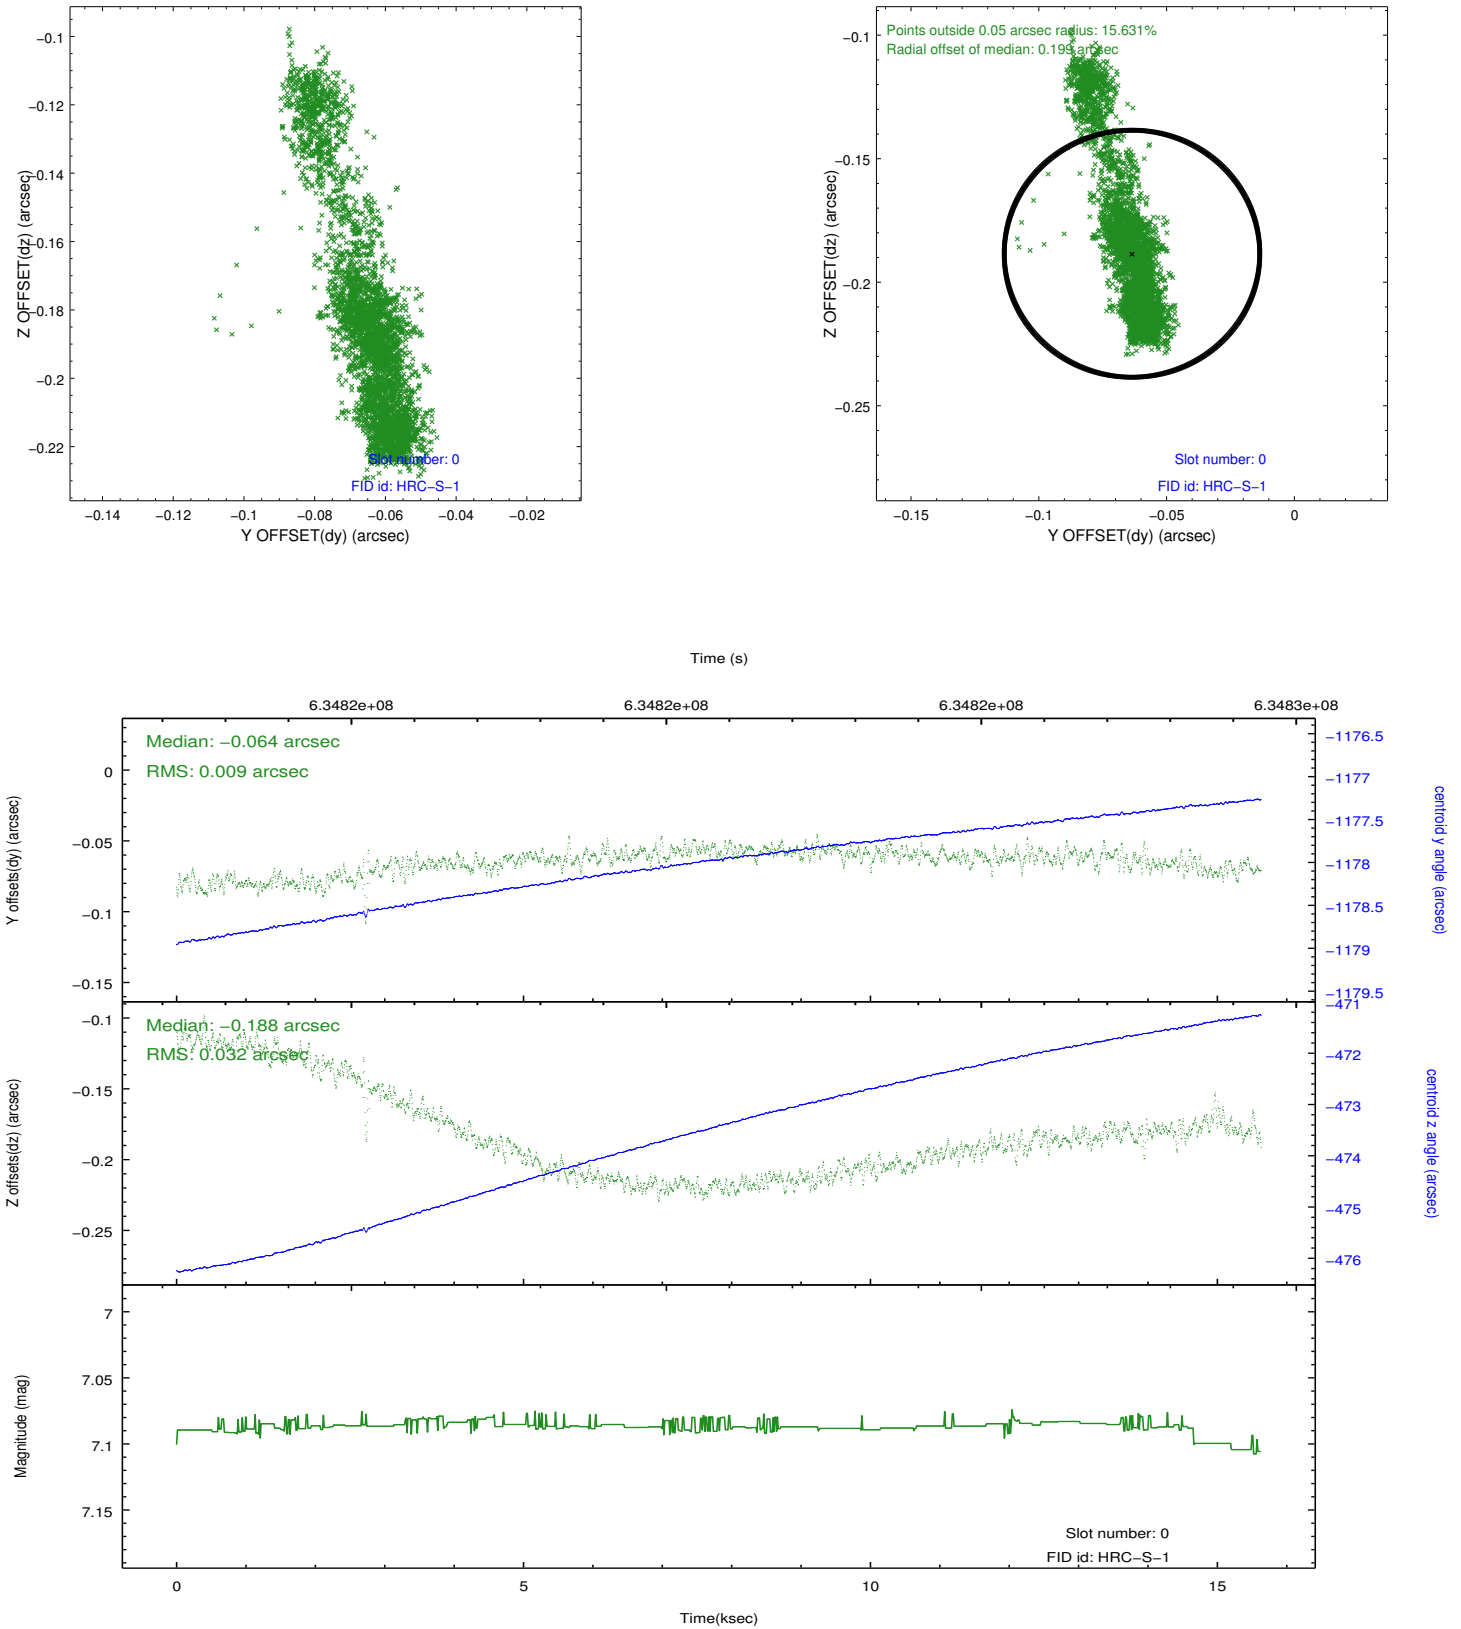 −0.1
−0.12
−0.14
−0.16
−0.18
−0.2
−0.22
Z OFFSET(dz) (arcsec)
Slot number: 0
FID id: HRC−S−1
−0.14 −0.12 −0.1 −0.08 −0.06 −0.04 −0.02
Y OFFSET(dy) (arcsec)
Points outside 0.05 arcsec radius: 15.631%
Radial offset of median: 0.199 arcsec
−0.1
−0.15
−0.2
−0.25
Z OFFSET(dz) (arcsec)
Slot number: 0
FID id: HRC−S−1
−0.15 −0.1 −0.05 0
Y OFFSET(dy) (arcsec)
Time (s)
6.3482e+08 6.3482e+08 6.3482e+08 6.3483e+08
Median: −0.064 arcsec
RMS: 0.009 arcsec
0
−0.05
−0.1
−0.15
Y offsets(dy) (arcsec)
−1176.5
−1177
−1177.5
−1178
−1178.5
−1179
−1179.5
centroid y angle (arcsec)
Median: −0.188 arcsec
RMS: 0.032 arcsec
−0.1
−0.15
−0.2
−0.25
Z offsets(dz) (arcsec)
−471
−472
−473
−474
−475
−476
centroid z angle (arcsec)
7
7.05
7.1
7.15
Magnitude (mag)
Slot number: 0
FID id: HRC−S−1
0 5 10 15
Time(ksec)